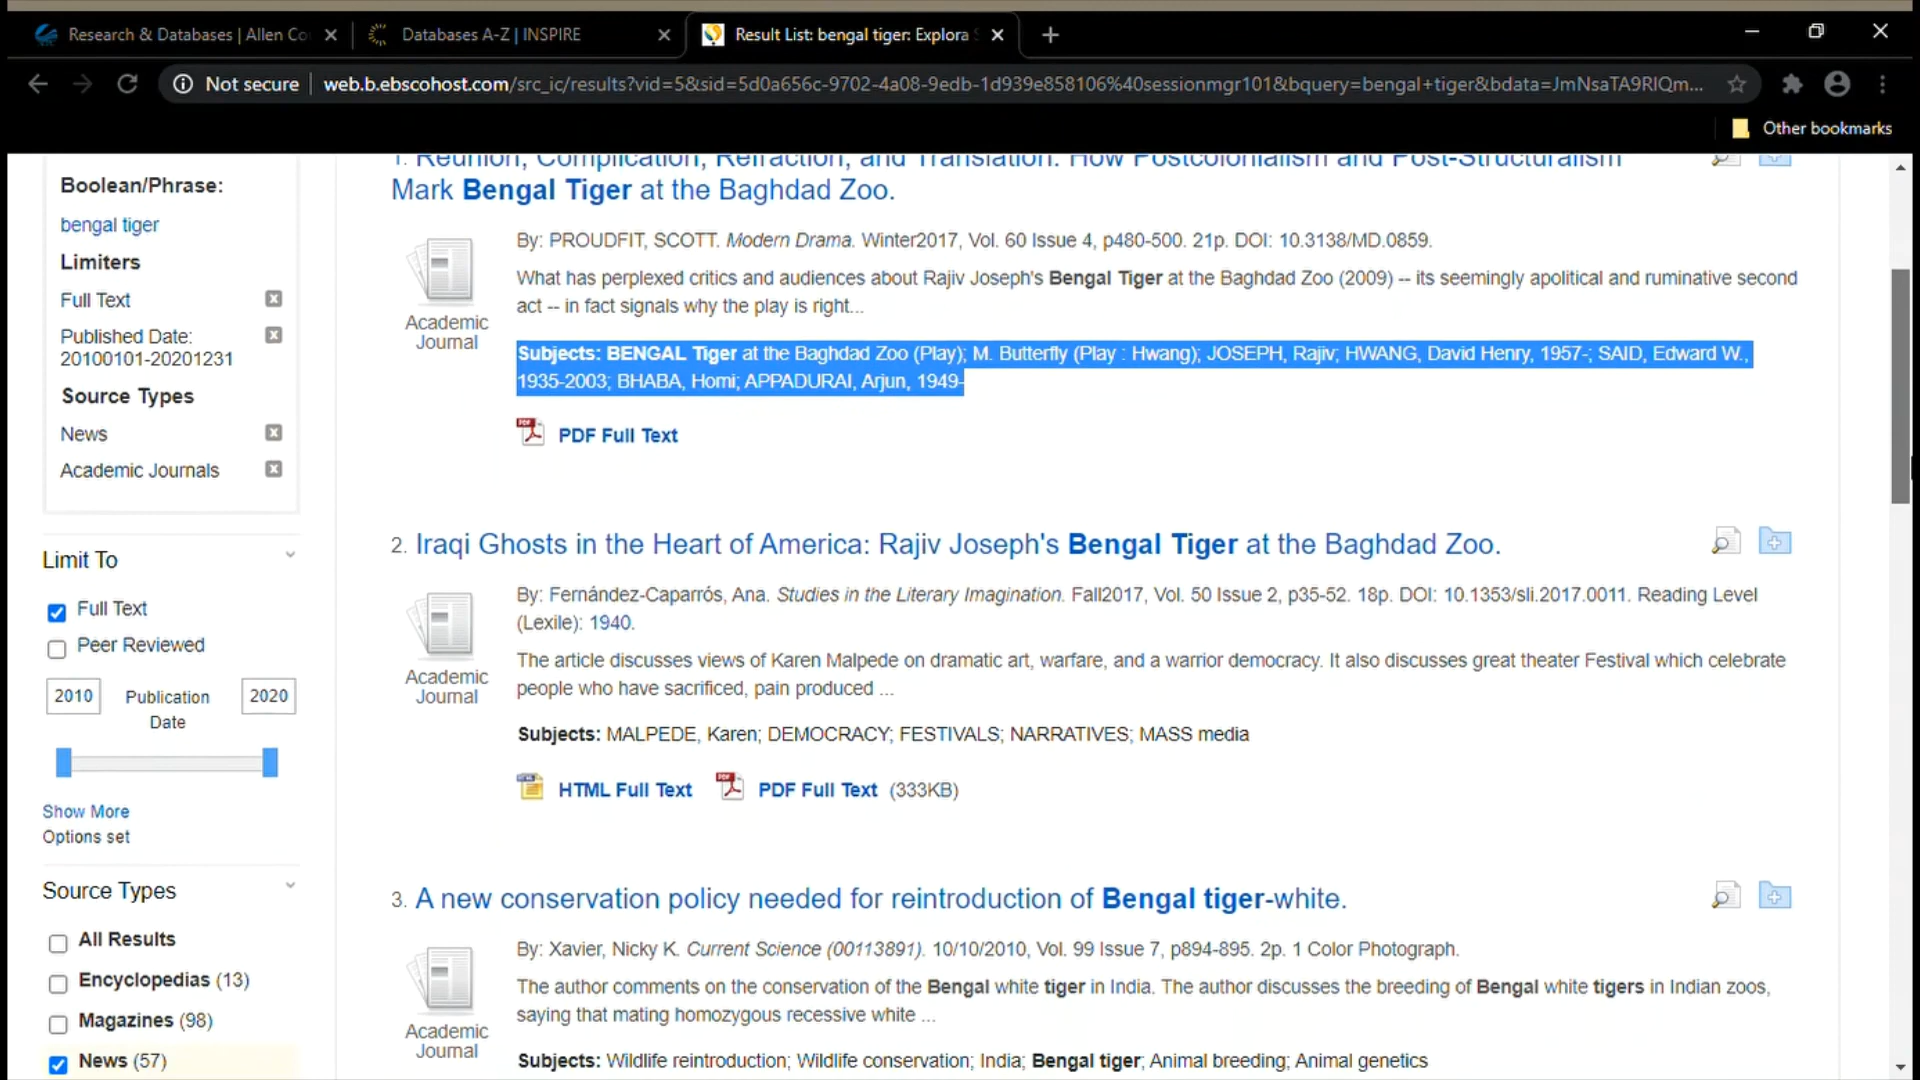 Research & Databases | Allen Co
Databases A-Z | INSPIRE
Result List: bengal tiger: Explora S
Not secure
web.b.ebscohost.com/src_ic/results?vid=5&sid=5d0a656c-9702-4a08-9edb-1d939e858106%40sessionmgr101&bquery=bengal+tiger&bdata=JmNsaTA9RlQm...
Other bookmarks
Boolean/Phrase:
bengal tiger
Limiters
Full Text
Published Date:
20100101-20201231
Source Types
News
Academic Journals
Limit To
Full Text
Peer Reviewed
2010
Publication
Date
2020
Show More
Options set
Source Types
All Results
Encyclopedias (13)
Magazines (98)
News (57)
1. Reunion, Complication, Refraction, and Translation: How Postcolonialism and Post-Structuralism
Mark Bengal Tiger at the Baghdad Zoo.
By: PROUDFIT, SCOTT. Modern Drama. Winter2017, Vol. 60 Issue 4, p480-500. 21p. DOI: 10.3138/MD.0859.
What has perplexed critics and audiences about Rajiv Joseph's Bengal Tiger at the Baghdad Zoo (2009) -- its seemingly apolitical and ruminative second
act -- in fact signals why the play is right...
Academic
Journal
Subjects: BENGAL Tiger at the Baghdad Zoo (Play); M. Butterfly (Play : Hwang); JOSEPH, Rajiv; HWANG, David Henry, 1957-; SAID, Edward W.,
1935-2003; BHABA, Homi; APPADURAI, Arjun, 1949-
PDF Full Text
2. Iraqi Ghosts in the Heart of America: Rajiv Joseph's Bengal Tiger at the Baghdad Zoo.
By: Fernández-Caparrós, Ana. Studies in the Literary Imagination. Fall2017, Vol. 50 Issue 2, p35-52. 18p. DOI: 10.1353/sli.2017.0011. Reading Level
(Lexile): 1940.
The article discusses views of Karen Malpede on dramatic art, warfare, and a warrior democracy. It also discusses great theater Festival which celebrate
people who have sacrificed, pain produced ...
Academic
Journal
Subjects: MALPEDE, Karen; DEMOCRACY; FESTIVALS; NARRATIVES; MASS media
HTML Full Text PDF Full Text (333KB)
3. A new conservation policy needed for reintroduction of Bengal tiger-white.
By: Xavier, Nicky K. Current Science (00113891). 10/10/2010, Vol. 99 Issue 7, p894-895. 2p. 1 Color Photograph.
The author comments on the conservation of the Bengal white tiger in India. The author discusses the breeding of Bengal white tigers in Indian zoos,
saying that mating homozygous recessive white ...
Academic
Journal
Subjects: Wildlife reintroduction; Wildlife conservation; India; Bengal tiger; Animal breeding; Animal genetics